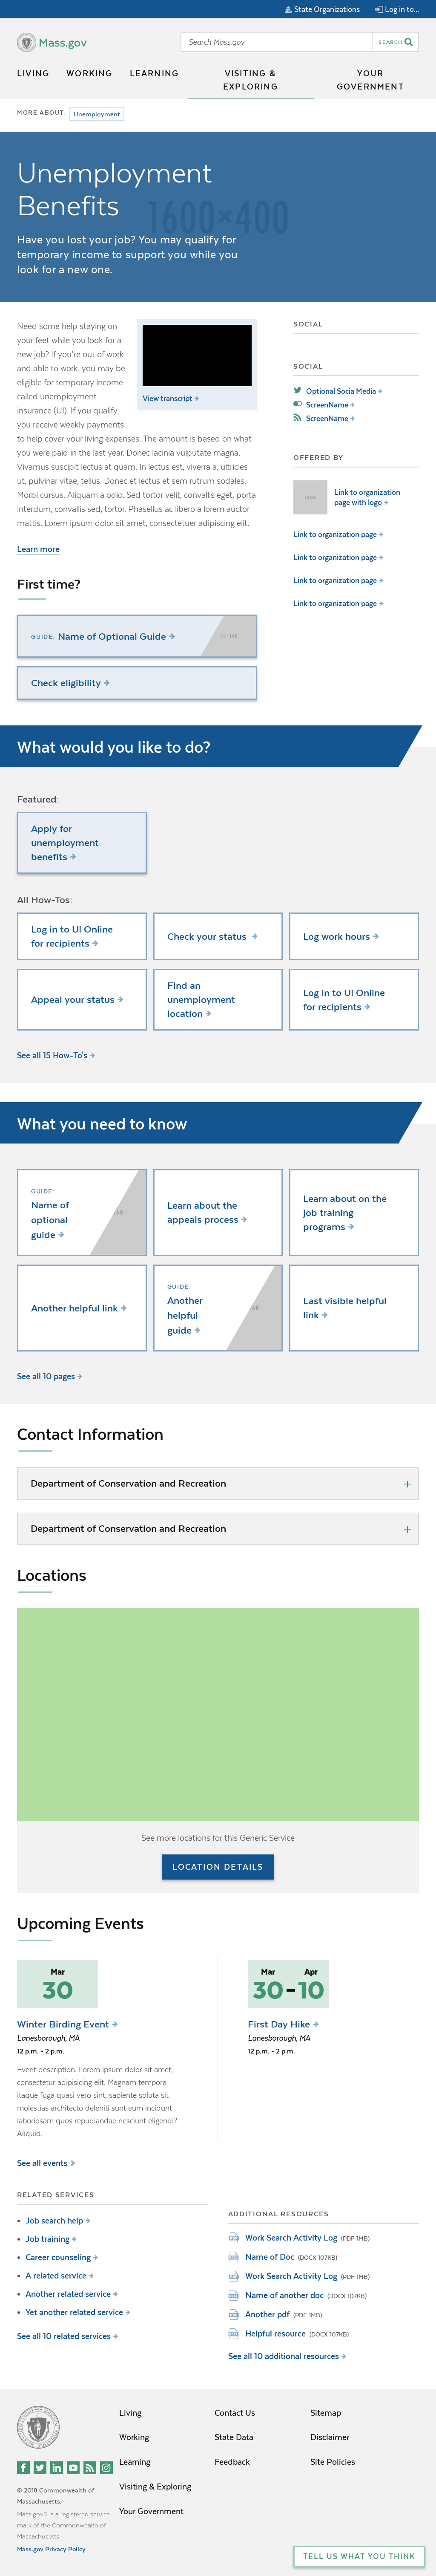 State Organizations
Log in to...
Mass.gov
Search Mass.gov
SEARCH
LIVING
WORKING
LEARNING
VISITING &
EXPLORING
YOUR
GOVERNMENT
MORE ABOUT:
Unemployment
1600×400
Unemployment
Benefits
Have you lost your job? You may qualify for
temporary income to support you while you
look for a new one.
Need some help staying on
your feet while you look for a
new job? If you're out of work
and able to work, you may be
eligible for temporary income
called unemployment
insurance (UI). If you qualify,
you receive weekly payments
to help cover your living expenses. The amount is based on what
you were paid in the last year. Donec lacinia vulputate magna.
Vivamus suscipit lectus at quam. In lectus est, viverra a, ultricies
ut, pulvinar vitae, tellus. Donec et lectus et sem rutrum sodales.
Morbi cursus. Aliquam a odio. Sed tortor velit, convallis eget, porta
interdum, convallis sed, tortor. Phasellus ac libero a lorem auctor
mattis. Lorem ipsum dolor sit amet, consectetuer adipiscing elit.
View transcript
Learn more
First time?
GUIDE: Name of Optional Guide
Check eligibility
SOCIAL
SOCIAL
Optional Socia Media
ScreenName
ScreenName
OFFERED BY
Link to organization
page with logo
Link to organization page
Link to organization page
Link to organization page
Link to organization page
What would you like to do?
Featured:
Apply for
unemployment
benefits
All How-Tos:
Log in to UI Online
for recipients
Check your status
Log work hours
Appeal your status
Find an
unemployment
location
Log in to UI Online
for recipients
See all 15 How-To's
What you need to know
GUIDE:
Name of
optional
guide
Learn about the
appeals process
Learn about on the
job training
programs
Another helpful link
GUIDE:
Another
helpful
guide
Last visible helpful
link
See all 10 pages
Contact Information
Department of Conservation and Recreation
Department of Conservation and Recreation
Locations
See more locations for this Generic Service
LOCATION DETAILS
Upcoming Events
Mar
30
Winter Birding Event
Lanesborough, MA
12 p.m. - 2 p.m.
Event description. Lorem ipsum dolor sit amet,
consectetur adipisicing elit. Magnam tempora
itaque fuga quasi vero sint, sapiente soluta sit
molestias architecto deleniti sunt eum incidunt
laboriosam quos repudiandae nesciunt eligendi?
Aliquid.
Mar Apr
30-10
First Day Hike
Lanesborough, MA
12 p.m. - 2 p.m.
See all events
RELATED SERVICES
Job search help
Job training
Career counseling
A related service
Another related service
Yet another related service
See all 10 related services
ADDITIONAL RESOURCES
Work Search Activity Log (PDF 1MB)
Name of Doc (DOCX 107KB)
Work Search Activity Log (PDF 1MB)
Name of another doc (DOCX 107KB)
Another pdf (PDF 1MB)
Helpful resource (DOCX 107KB)
See all 10 additional resources
© 2018 Commonwealth of
Massachusetts.
Mass.gov® is a registered service
mark of the Commonwealth of
Massachusetts.
Mass.gov Privacy Policy
Living
Working
Learning
Visiting & Exploring
Your Government
Contact Us
State Data
Feedback
Sitemap
Disclaimer
Site Policies
TELL US WHAT YOU THINK